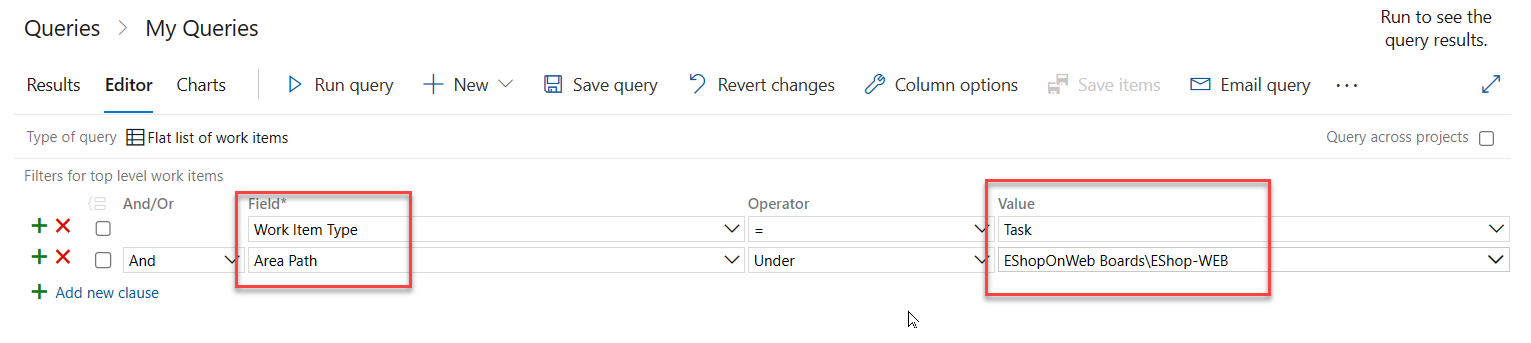 Queries > My Queries
Run to see the
query results.
Results Editor Charts Run query New Save query Revert changes Column options Save items Email query ...
Type of query Flat list of work items Query across projects
Filters for top level work items
And/Or Field* Operator Value
Work Item Type = Task
And Area Path Under EShopOnWeb Boards\EShop-WEB
+ Add new clause